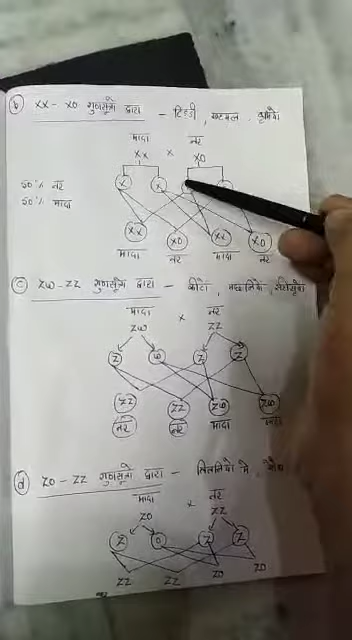 b XX - XO गुणसूत्रो द्वारा - टिड्डी, खटमल, कृमियो
मादा नर
XX x XO
50% नर X X
50% मादा
XX XO XX XO
मादा नर मादा नर
c ZW - ZZ गुणसूत्रो द्वारा - कीटो,
मादा नर
ZW x ZZ
Z W Z Z
ZZ ZZ ZW ZW
नर नर मादा मादा
d ZO - ZZ गुणसूत्रो द्वारा - तितलियो मे,
मादा नर
ZO x ZZ
Z O Z Z
ZZ ZZ ZO ZO